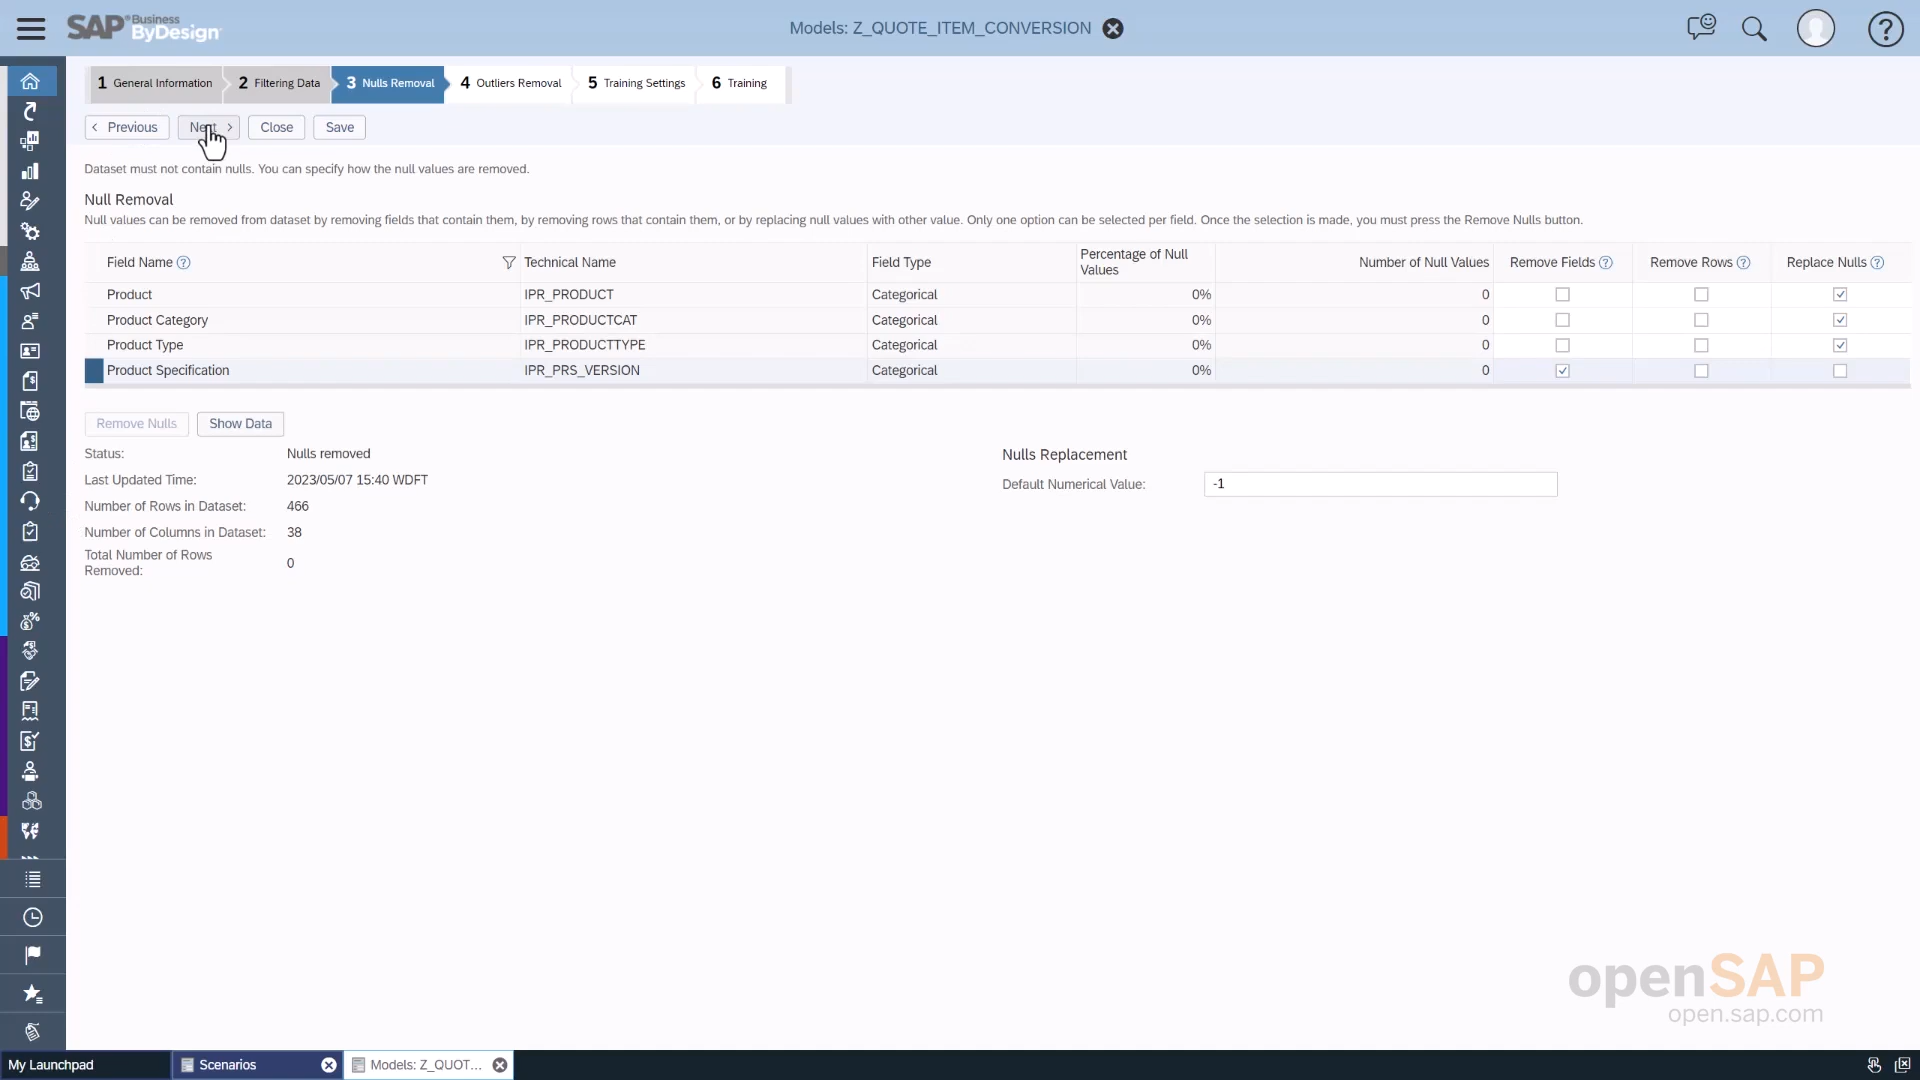 SAP Business ByDesign
Models: Z_QUOTE_ITEM_CONVERSION
1 General Information 2 Filtering Data 3 Nulls Removal 4 Outliers Removal 5 Training Settings 6 Training
Previous Next Close Save
Dataset must not contain nulls. You can specify how the null values are removed.
Null Removal
Null values can be removed from dataset by removing fields that contain them, by removing rows that contain them, or by replacing null values with other value. Only one option can be selected per field. Once the selection is made, you must press the Remove Nulls button.
Field Name Technical Name Field Type Percentage of Null Values Number of Null Values Remove Fields Remove Rows Replace Nulls
Product IPR_PRODUCT Categorical 0% 0
Product Category IPR_PRODUCTCAT Categorical 0% 0
Product Type IPR_PRODUCTTYPE Categorical 0% 0
Product Specification IPR_PRS_VERSION Categorical 0% 0
Remove Nulls Show Data
Status: Nulls removed
Last Updated Time: 2023/05/07 15:40 WDFT
Number of Rows in Dataset: 466
Number of Columns in Dataset: 38
Total Number of Rows Removed: 0
Nulls Replacement
Default Numerical Value: -1
openSAP
open.sap.com
My Launchpad Scenarios Models: Z_QUOT...